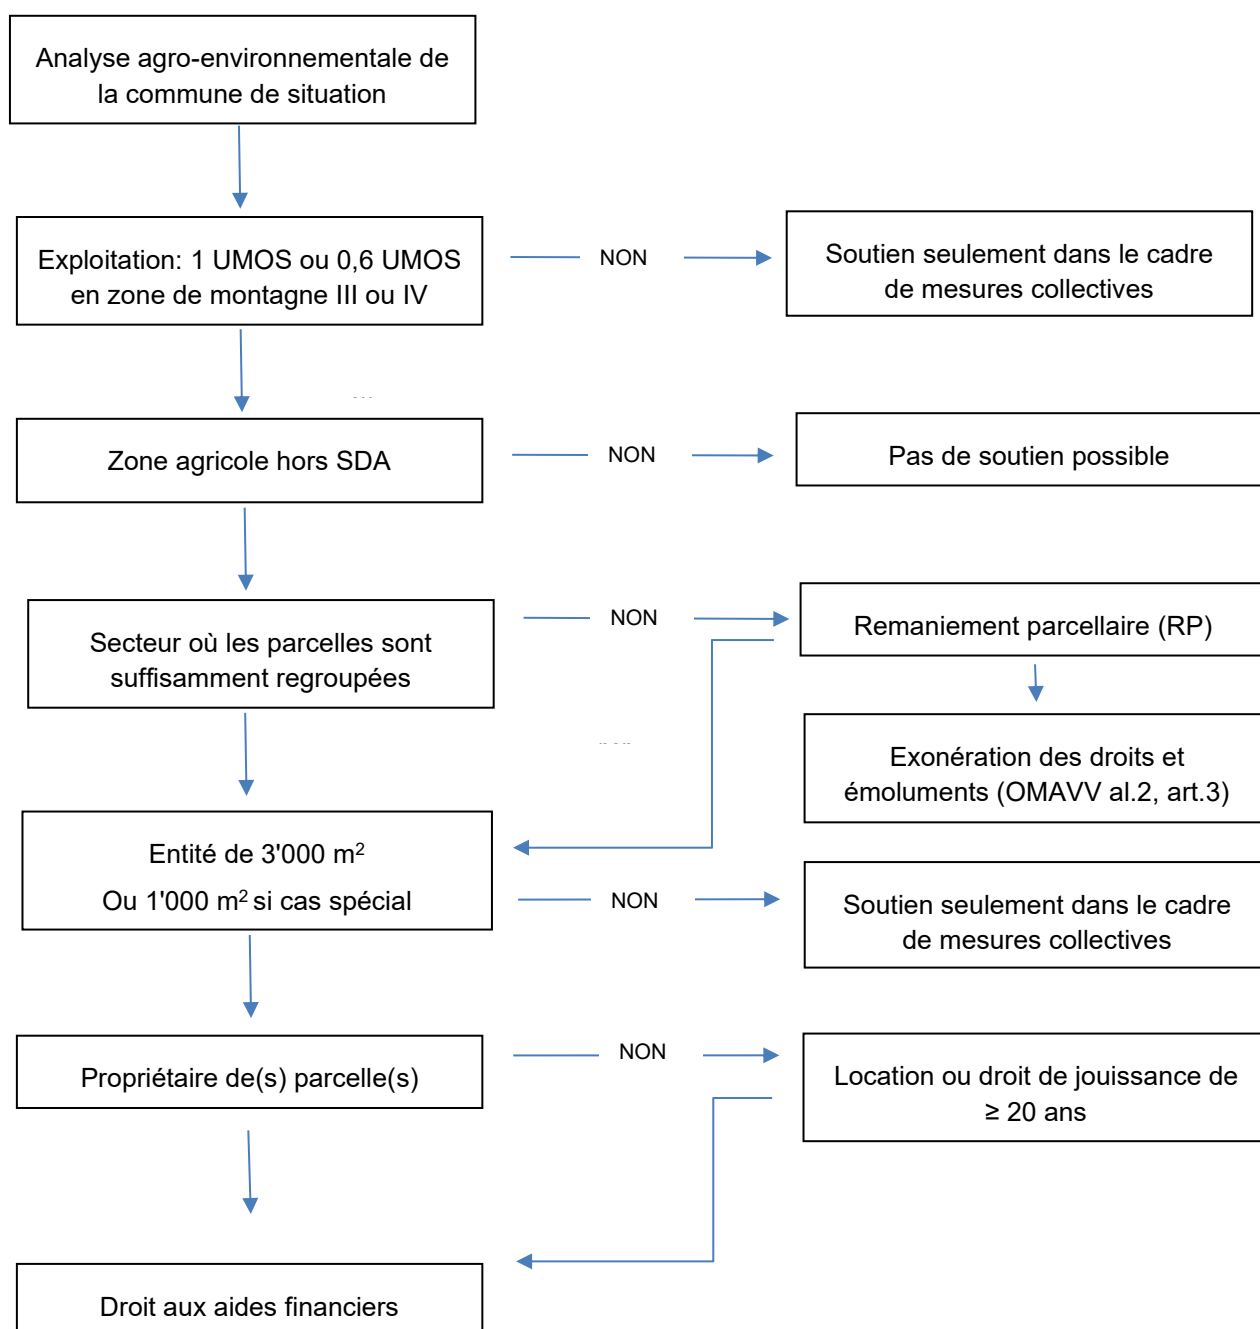 Analyse agro-environnementale de
la commune de situation
Exploitation: 1 UMOS ou 0,6 UMOS
en zone de montagne III ou IV
NON
Soutien seulement dans le cadre
de mesures collectives
Zone agricole hors SDA
NON
Pas de soutien possible
Secteur où les parcelles sont
suffisamment regroupées
NON
Remaniement parcellaire (RP)
Exonération des droits et
émoluments (OMAVV al.2, art.3)
Entité de 3'000 m²
Ou 1'000 m² si cas spécial
NON
Soutien seulement dans le cadre
de mesures collectives
Propriétaire de(s) parcelle(s)
NON
Location ou droit de jouissance de
≥ 20 ans
Droit aux aides financiers